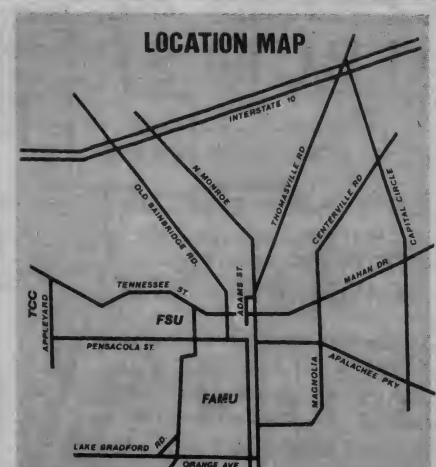 LOCATION MAP
INTERSTATE 10
OLD BAINBRIDGE RD.
N. MONROE
THOMASVILLE RD
CENTERVILLE RD
CAPITAL CIRCLE
ADAMS ST.
MAHAN DR.
TENNESSEE ST.
TCC
APPLEYARD
FSU
PENSACOLA ST.
MAGNOLIA
APALACHEE PKY
FAMU
LAKE BRADFORD RD.
ORANGE AVE